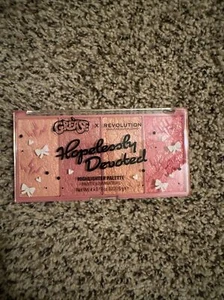 GREASE X REVOLUTION
Hopelessly
Devoted
HIGHLIGHTER PALETTE